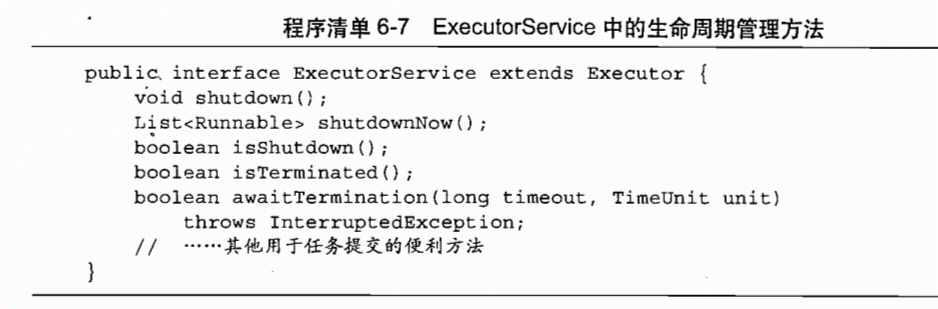 程序清单 6-7 ExecutorService 中的生命周期管理方法
public interface ExecutorService extends Executor {
    void shutdown();
    List<Runnable> shutdownNow();
    boolean isShutdown();
    boolean isTerminated();
    boolean awaitTermination(long timeout, TimeUnit unit)
        throws InterruptedException;
    // ……其他用于任务提交的便利方法
}